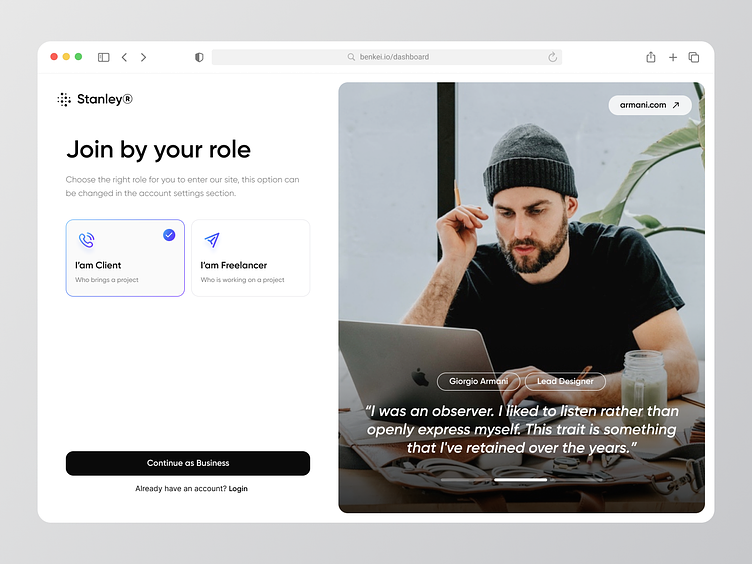 benkei.io/dashboard
Stanley®
Join by your role
Choose the right role for you to enter our site, this option can
be changed in the account settings section.
I'am Client
Who brings a project
I'am Freelancer
Who is working on a project
Continue as Business
Already have an account? Login
armani.com
Giorgio Armani
Lead Designer
“I was an observer. I liked to listen rather than
openly express myself. This trait is something
that I've retained over the years.”